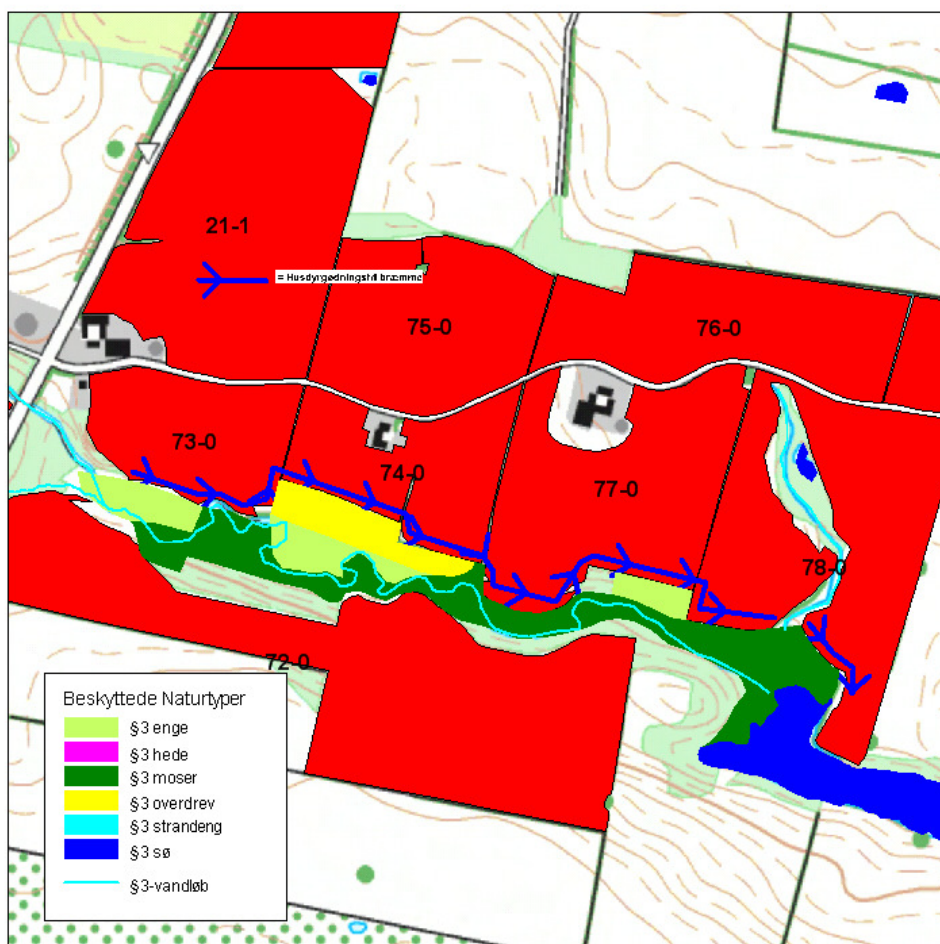 21-1
= Husdyrgødningsfri bræmme
75-0
76-0
73-0
74-0
77-0
78-0
72-0
Beskyttede Naturtyper
§3 enge
§3 hede
§3 moser
§3 overdrev
§3 strandeng
§3 sø
§3-vandløb